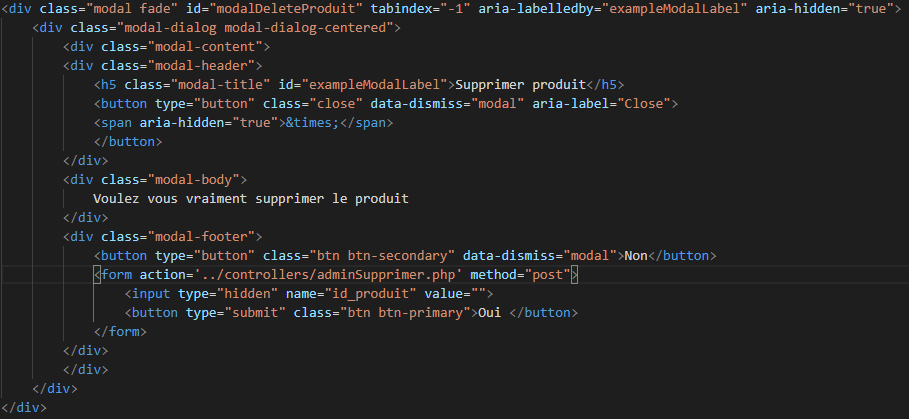 <div class="modal fade" id="modalDeleteProduit" tabindex="-1" aria-labelledby="exampleModalLabel" aria-hidden="true">
<div class="modal-dialog modal-dialog-centered">
<div class="modal-content">
<div class="modal-header">
<h5 class="modal-title" id="exampleModalLabel">Supprimer produit</h5>
<button type="button" class="close" data-dismiss="modal" aria-label="Close">
<span aria-hidden="true">&times;</span>
</button>
</div>
<div class="modal-body">
Voulez vous vraiment supprimer le produit
</div>
<div class="modal-footer">
<button type="button" class="btn btn-secondary" data-dismiss="modal">Non</button>
<form action='../controllers/adminSupprimer.php' method="post">
<input type="hidden" name="id_produit" value="">
<button type="submit" class="btn btn-primary">Oui </button>
</form>
</div>
</div>
</div>
</div>